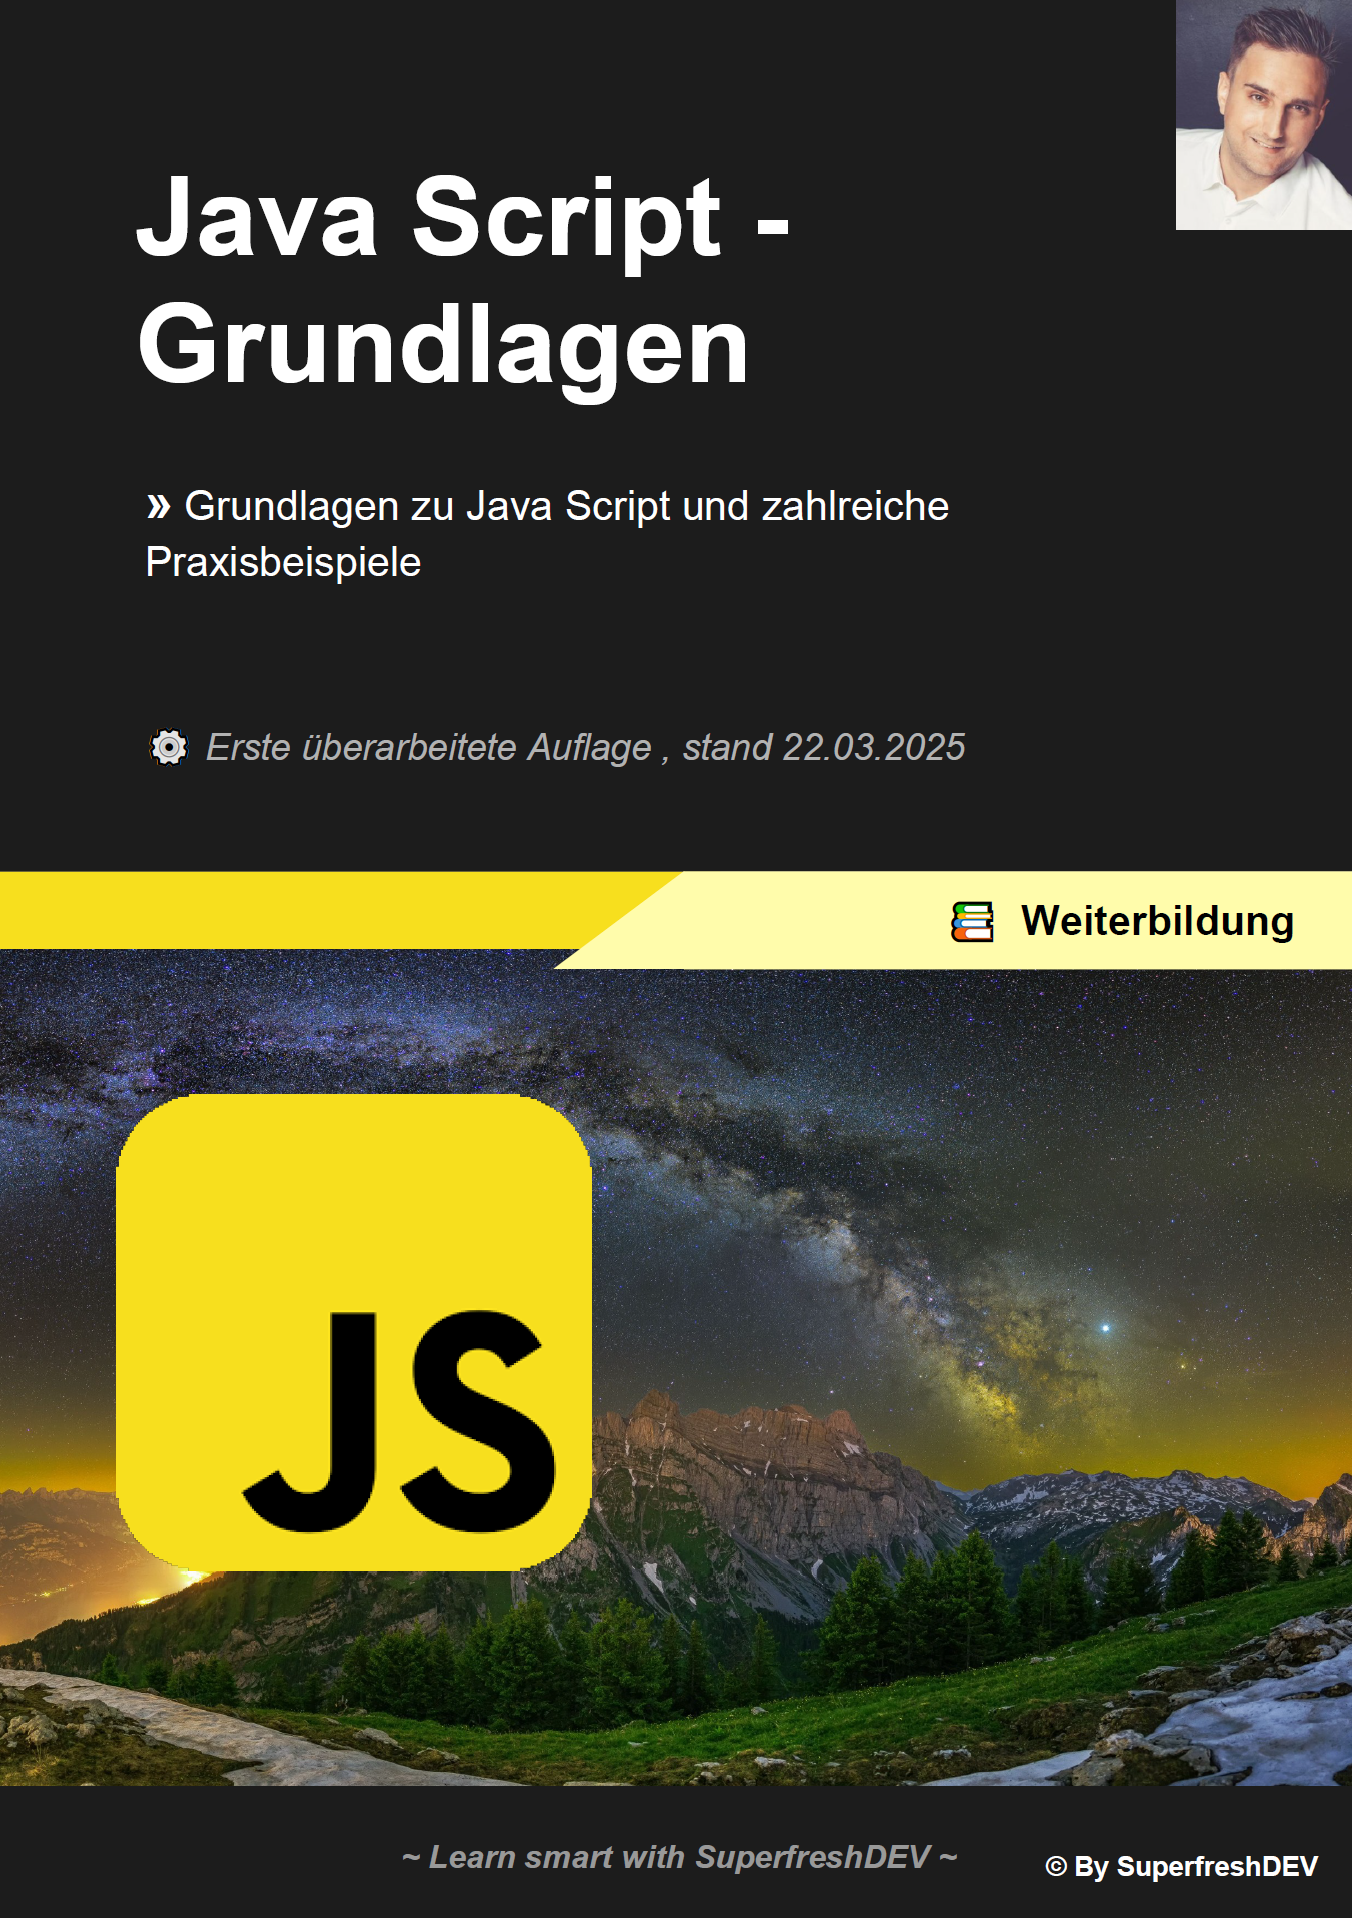 Java Script -
Grundlagen
» Grundlagen zu Java Script und zahlreiche
Praxisbeispiele
Erste überarbeitete Auflage , stand 22.03.2025
Weiterbildung
JS
~ Learn smart with SuperfreshDEV ~
© By SuperfreshDEV